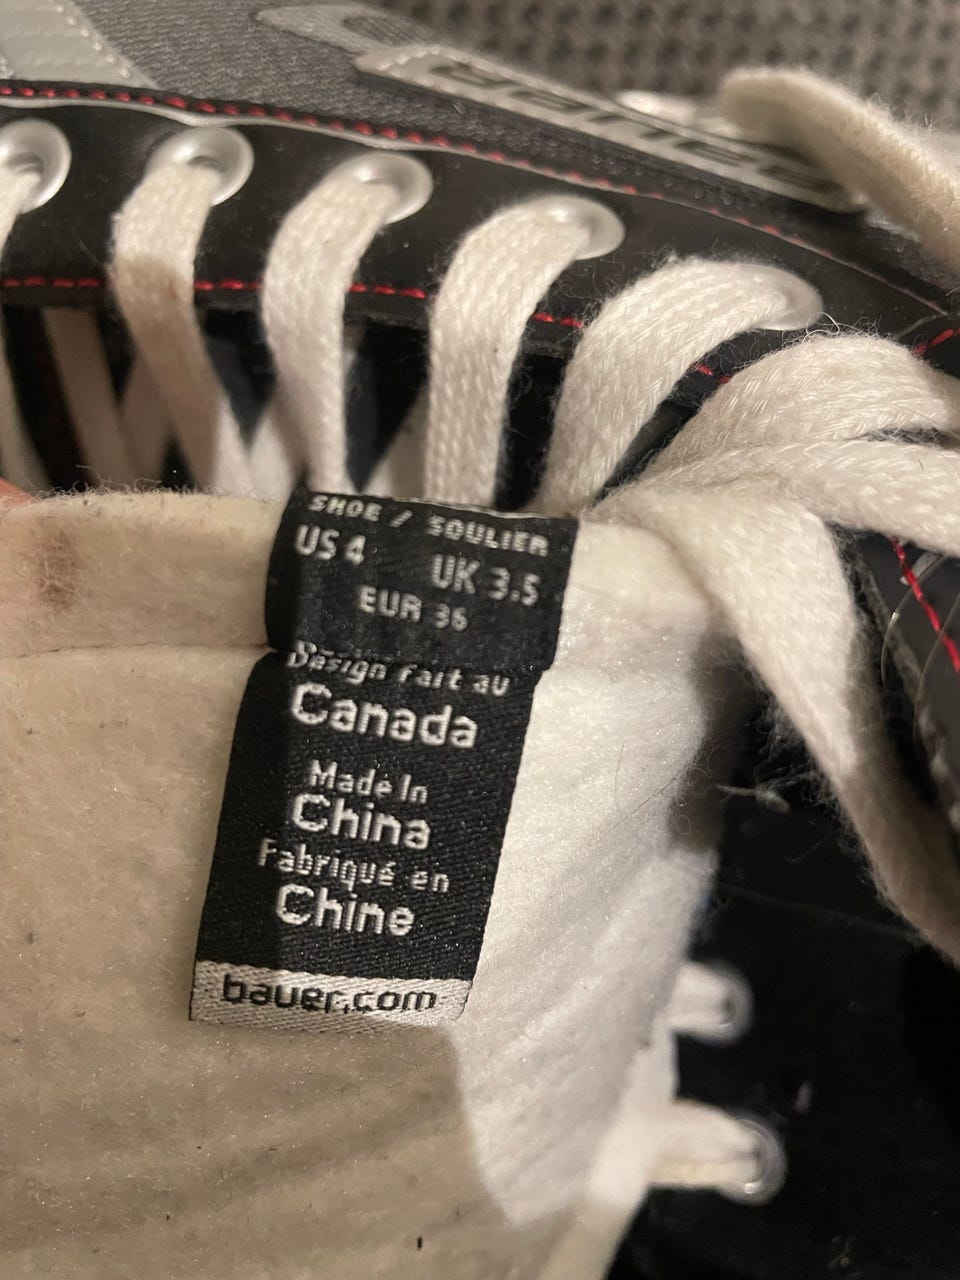 BAUER
SHOE / SOULIER
US 4 UK 3.5
EUR 36
Design fait au
Canada
Made In
China
Fabriqué en
Chine
bauer.com